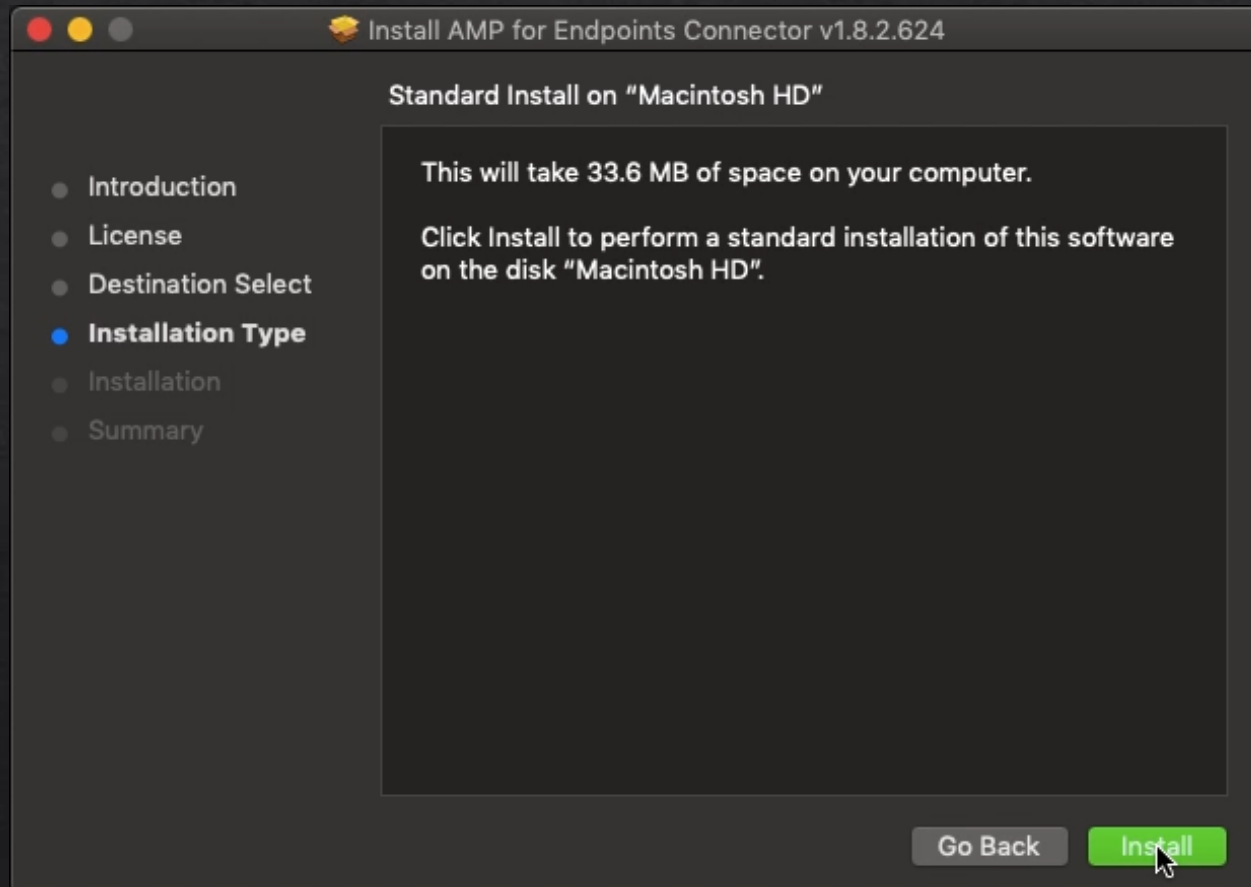 Install AMP for Endpoints Connector v1.8.2.624
Standard Install on “Macintosh HD”
Introduction
License
Destination Select
Installation Type
Installation
Summary
This will take 33.6 MB of space on your computer.
Click Install to perform a standard installation of this software
on the disk “Macintosh HD”.
Go Back
Install